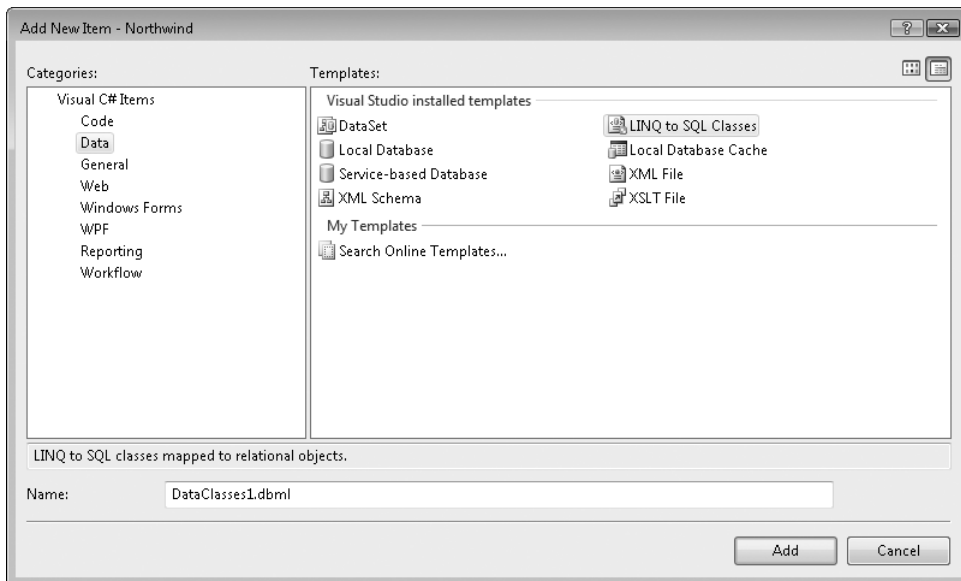 Add New Item - Northwind
Categories:
Templates:
Visual C# Items
Code
Data
General
Web
Windows Forms
WPF
Reporting
Workflow
Visual Studio installed templates
DataSet
LINQ to SQL Classes
Local Database
Local Database Cache
Service-based Database
XML File
XML Schema
XSLT File
My Templates
Search Online Templates...
LINQ to SQL classes mapped to relational objects.
Name:
DataClasses1.dbml
Add
Cancel